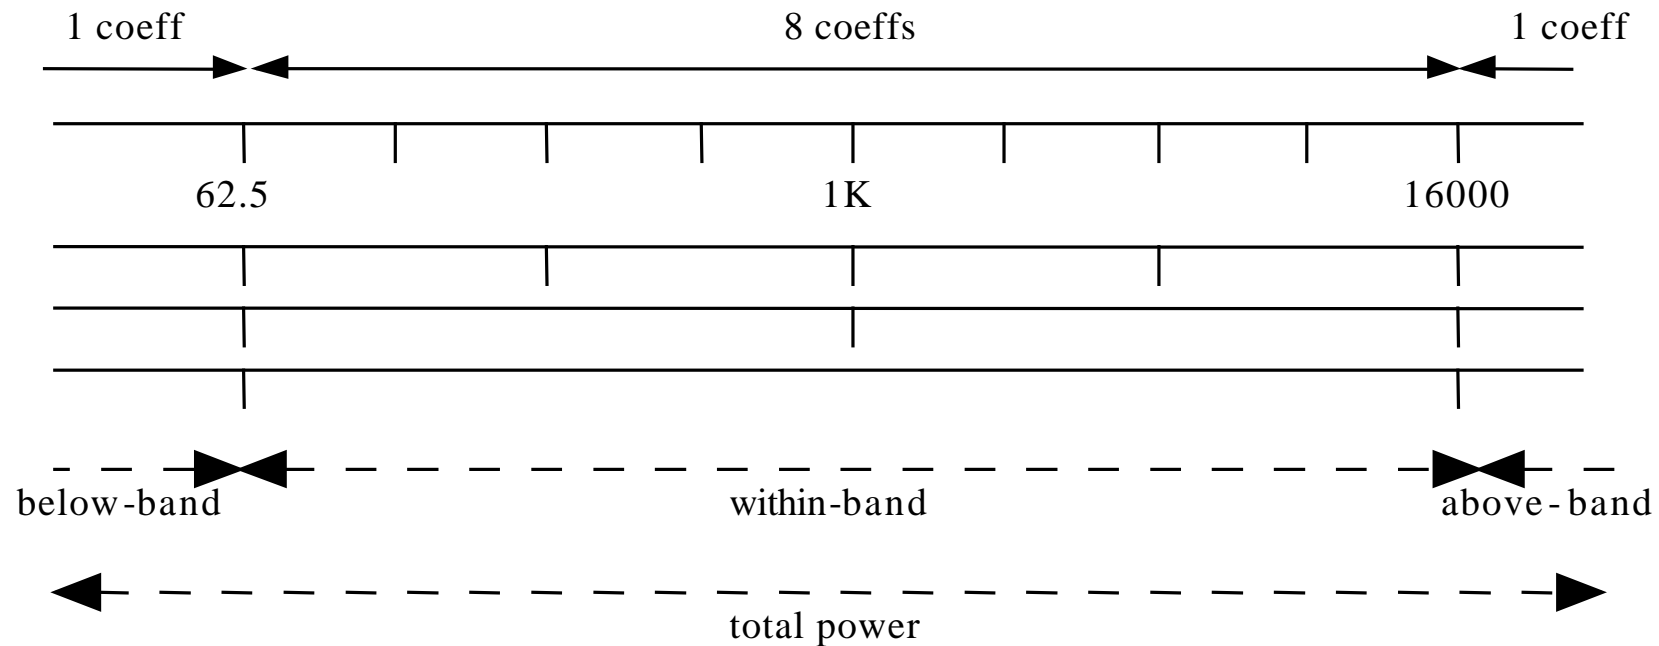 1 coeff 8 coeffs 1 coeff
62.5 1K 16000
below-band within-band above-band
total power